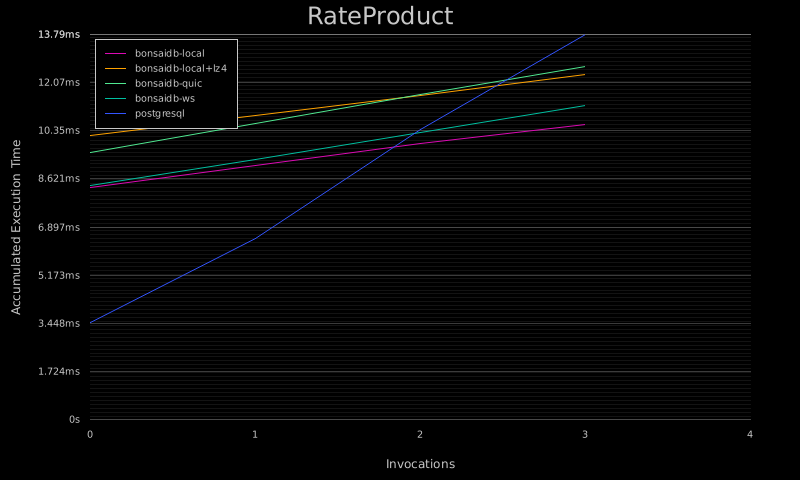 RateProduct
13.79ms
12.07ms
10.35ms
8.621ms
6.897ms
5.173ms
3.448ms
1.724ms
0s
Accumulated Execution Time
bonsaidb-local
bonsaidb-local+lz4
bonsaidb-quic
bonsaidb-ws
postgresql
0 1 2 3 4
Invocations